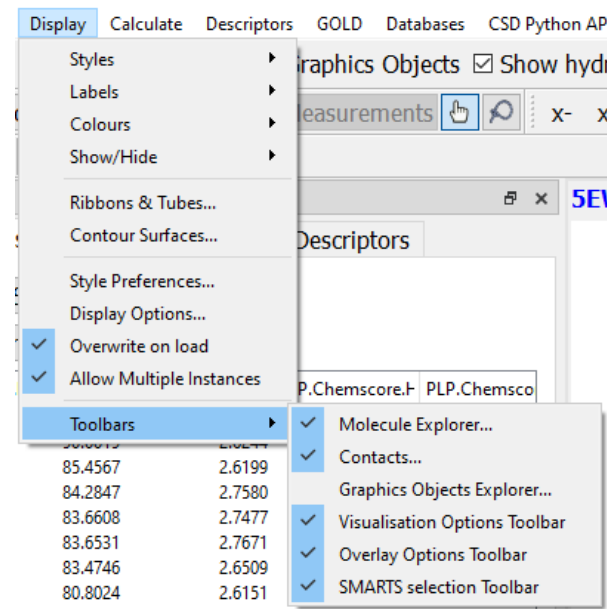 Display Calculate Descriptors GOLD Databases CSD Python AP
Styles
raphics Objects Show hydr
Labels
Colours
easurements x- x
Show/Hide
Ribbons & Tubes...
5EW
Contour Surfaces...
Descriptors
Style Preferences...
Display Options...
Overwrite on load
Allow Multiple Instances
P.Chemscore.H PLP.Chemsco
Toolbars
Molecule Explorer...
Contacts...
Graphics Objects Explorer...
Visualisation Options Toolbar
Overlay Options Toolbar
SMARTS selection Toolbar
85.4567 2.6199
84.2847 2.7580
83.6608 2.7477
83.6531 2.7671
83.4746 2.6509
80.8024 2.6151